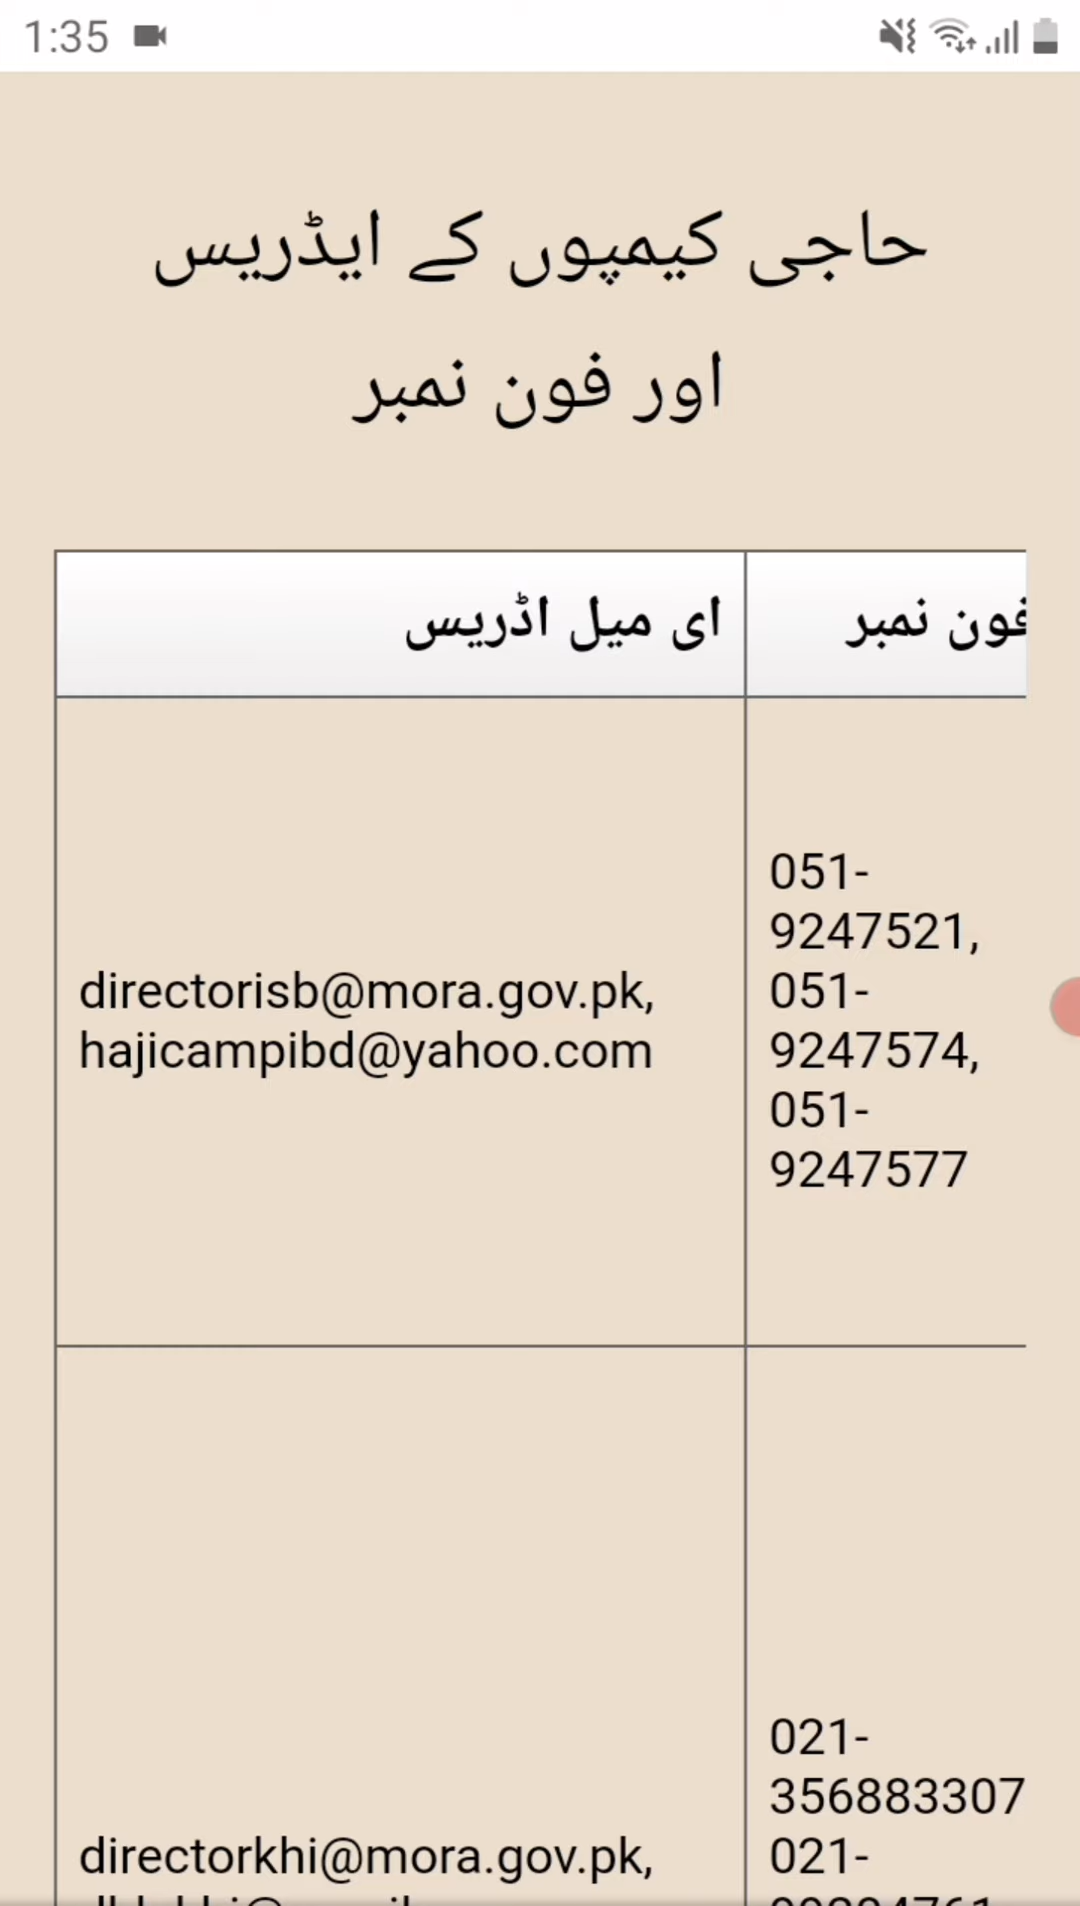 1:35
حاجی کیمپوں کے ایڈریس
اور فون نمبر
ای میل اڈریس
فون نمبر
directorisb@mora.gov.pk,
hajicampibd@yahoo.com
051-
9247521,
051-
9247574,
051-
9247577
directorkhi@mora.gov.pk,
021-
356883307
021-